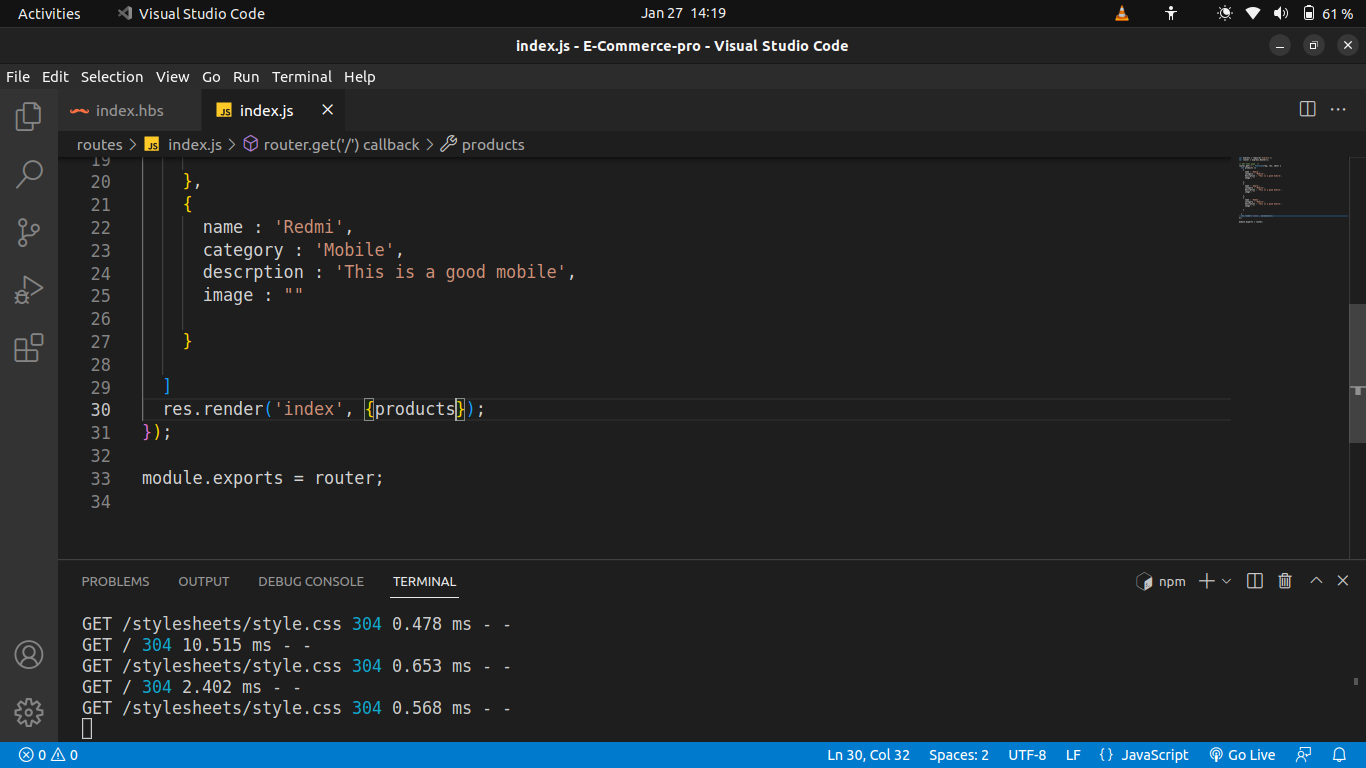 Activities Visual Studio Code Jan 27 14:19 61 %
index.js - E-Commerce-pro - Visual Studio Code
File Edit Selection View Go Run Terminal Help
index.hbs JS index.js
routes > JS index.js > router.get('/') callback > products
19
20 },
21 {
22 name : 'Redmi',
23 category : 'Mobile',
24 descrption : 'This is a good mobile',
25 image : ""
26
27 }
28
29 ]
30 res.render('index', {products});
31 });
32
33 module.exports = router;
34
PROBLEMS OUTPUT DEBUG CONSOLE TERMINAL npm
GET /stylesheets/style.css 304 0.478 ms - -
GET / 304 10.515 ms - -
GET /stylesheets/style.css 304 0.653 ms - -
GET / 304 2.402 ms - -
GET /stylesheets/style.css 304 0.568 ms - -
0 0 Ln 30, Col 32 Spaces: 2 UTF-8 LF {} JavaScript Go Live